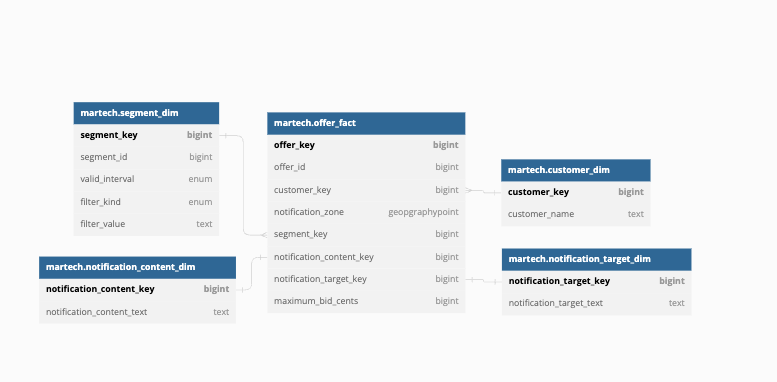 martech.segment_dim
segment_key bigint
segment_id bigint
valid_interval enum
filter_kind enum
filter_value text
martech.notification_content_dim
notification_content_key bigint
notification_content_text text
martech.offer_fact
offer_key bigint
offer_id bigint
customer_key bigint
notification_zone geopgraphypoint
segment_key bigint
notification_content_key bigint
notification_target_key bigint
maximum_bid_cents bigint
martech.customer_dim
customer_key bigint
customer_name text
martech.notification_target_dim
notification_target_key bigint
notification_target_text text